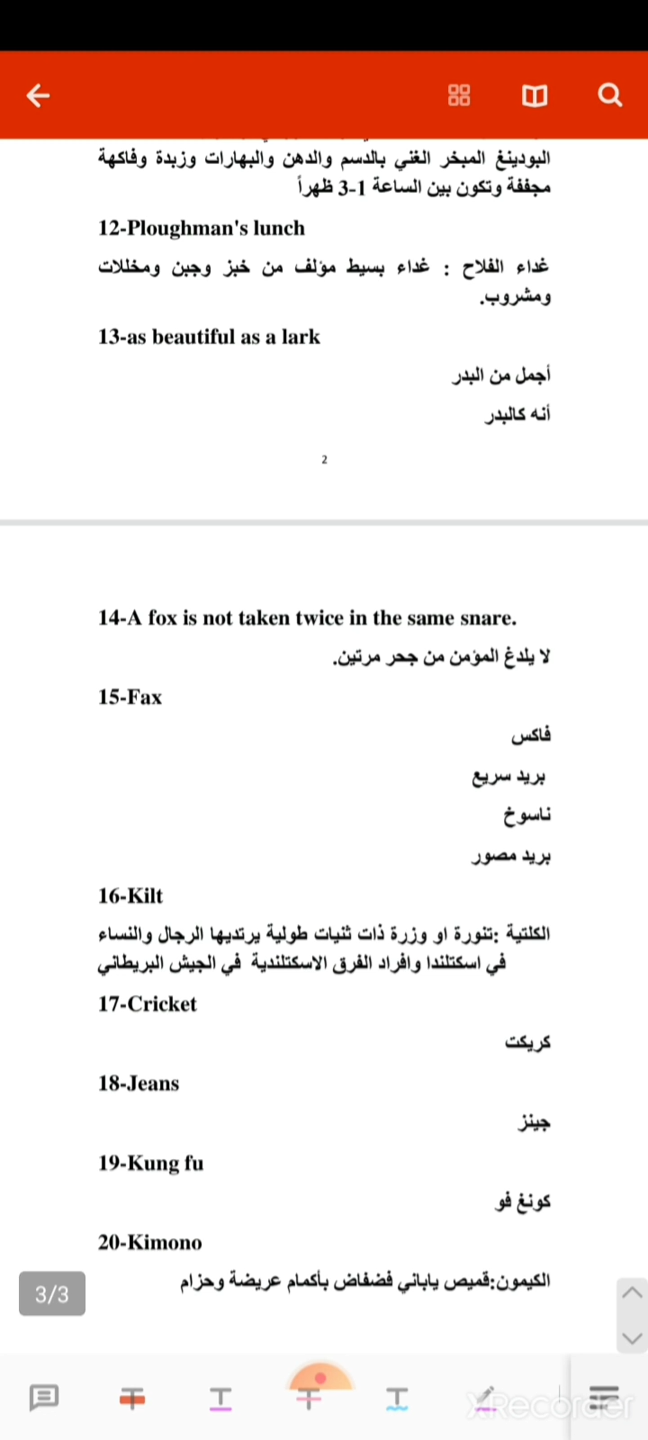 البودينغ المبخر الغني بالدسم والدهن والبهارات وزبدة وفاكهة
مجففة وتكون بين الساعة 1-3 ظهراً
12-Ploughman's lunch
غداء الفلاح : غداء بسيط مؤلف من خبز وجبن ومخللات
ومشروب.
13-as beautiful as a lark
أجمل من البدر
أنه كالبدر
2
14-A fox is not taken twice in the same snare.
لا يلدغ المؤمن من جحر مرتين.
15-Fax
فاكس
بريد سريع
ناسوخ
بريد مصور
16-Kilt
الكلتية :تنورة او وزرة ذات ثنيات طولية يرتديها الرجال والنساء
في اسكتلندا وافراد الفرق الاسكتلندية في الجيش البريطاني
17-Cricket
كريكت
18-Jeans
جينز
19-Kung fu
كونغ فو
20-Kimono
الكيمون:قميص ياباني فضفاض بأكمام عريضة وحزام
3/3
XRecorder